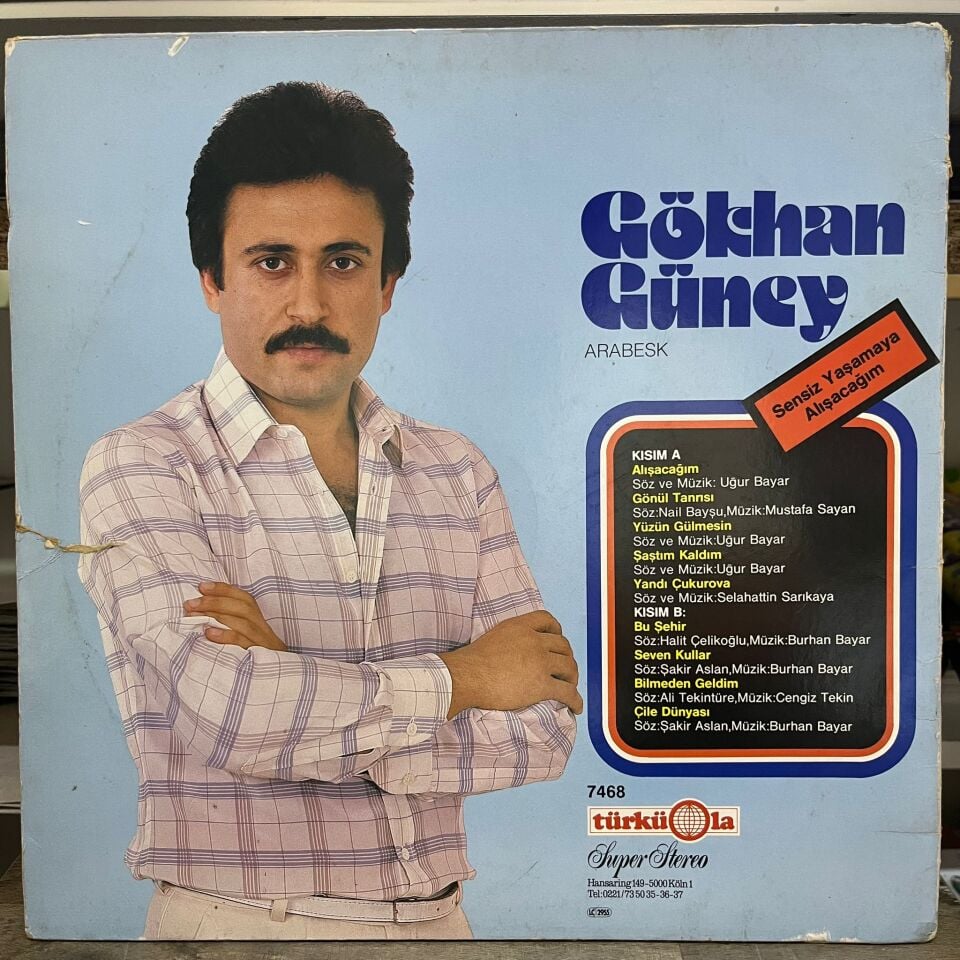 Gökhan
Güney
ARABESK
Sensiz Yaşamaya
Alışacağım
KISIM A
Alışacağım
Söz ve Müzik: Uğur Bayar
Gönül Tanrısı
Söz:Nail Bayşu,Müzik:Mustafa Sayan
Yüzün Gülmesin
Söz ve Müzik:Uğur Bayar
Şaştım Kaldım
Söz ve Müzik:Uğur Bayar
Yandı Çukurova
Söz ve Müzik:Selahattin Sarıkaya
KISIM B:
Bu Şehir
Söz:Halit Çelikoğlu,Müzik:Burhan Bayar
Seven Kullar
Söz:Şakir Aslan,Müzik:Burhan Bayar
Bilmeden Geldim
Söz:Ali Tekintüre,Müzik:Cengiz Tekin
Çile Dünyası
Söz:Şakir Aslan,Müzik:Burhan Bayar
7468
türküola
Super Stereo
Hansaring 149-5000 Köln 1
Tel:0221/73 50 35-36-37
LC 2955